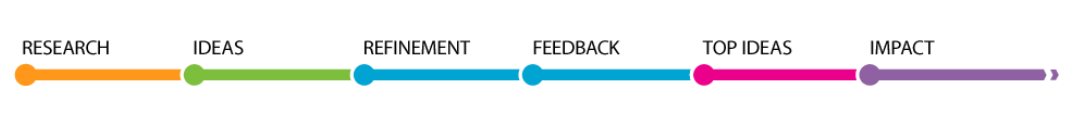 RESEARCH IDEAS REFINEMENT FEEDBACK TOP IDEAS IMPACT